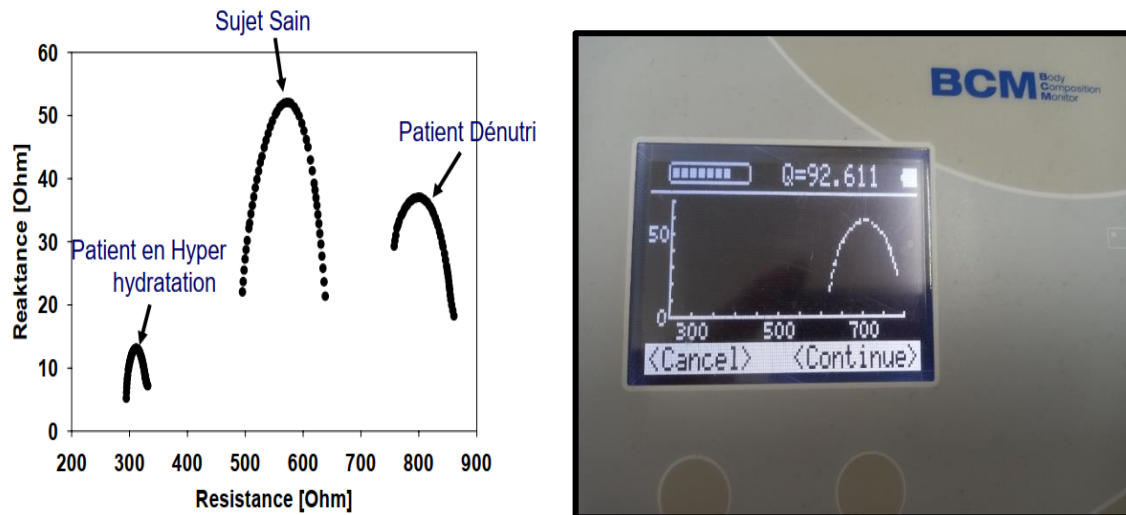 Sujet Sain
60
50
40
30
20
10
0
Reaktance [Ohm]
Patient Dénutri
Patient en Hyper
hydratation
200 300 400 500 600 700 800 900
Resistance [Ohm]
BCM Body
Composition
Monitor
Q=92.611
50
0
300 500 700
<Cancel> <Continue>